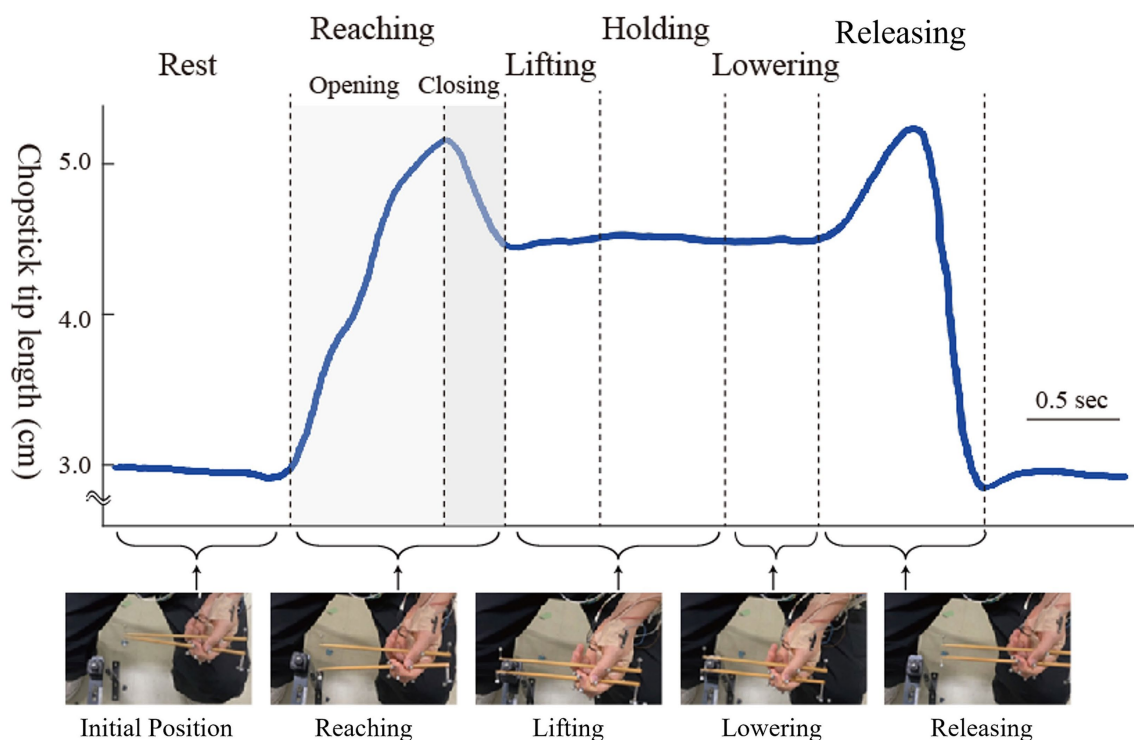 Reaching
Holding
Releasing
Rest
Lifting
Lowering
Opening
Closing
Chopstick tip length (cm)
5.0
4.0
3.0
0.5 sec
Initial Position
Reaching
Lifting
Lowering
Releasing